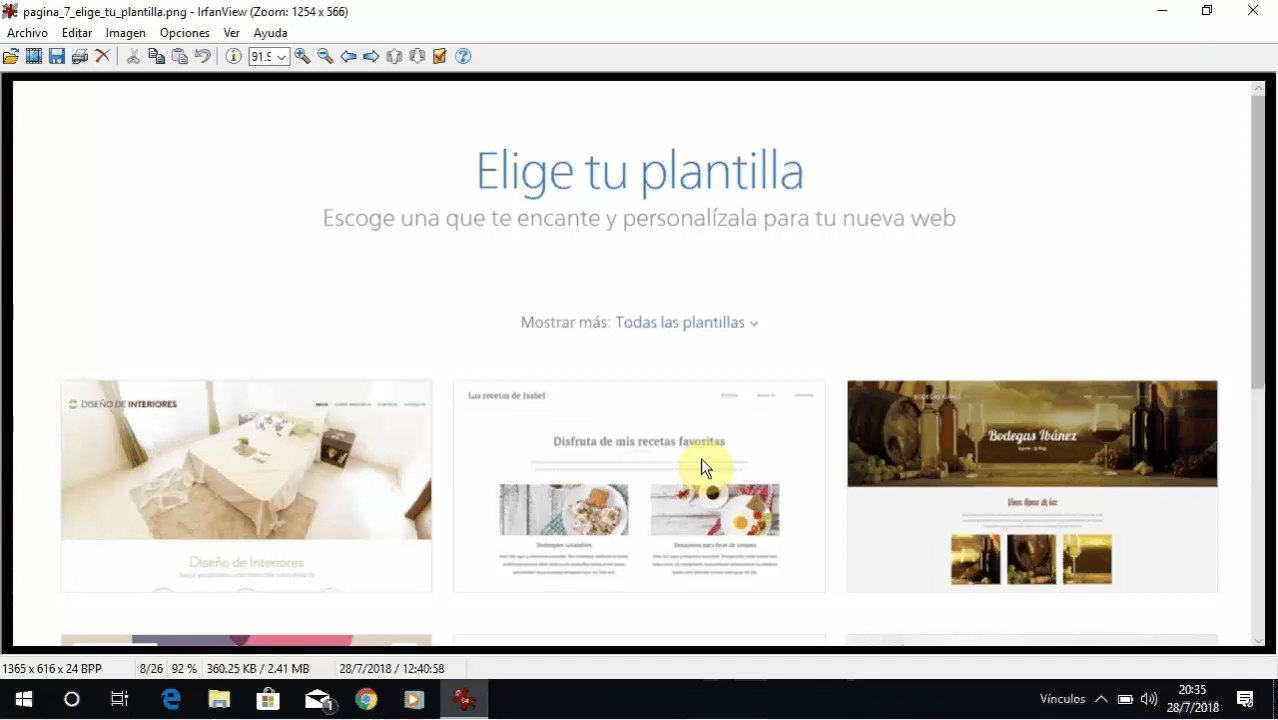 pagina_7_elige_tu_plantilla.png - IrfanView (Zoom: 1254 x 566)
Archivo Editar Imagen Opciones Ver Ayuda
91.5
Elige tu plantilla
Escoge una que te encante y personalízala para tu nueva web
Mostrar más: Todas las plantillas
DISEÑO DE INTERIORES
Las recetas de Isabel
Disfruta de mis recetas favoritas
Bodegas Ibánez
Diseño de Interiores
1365 x 616 x 24 BPP 8/26 92 % 360.25 KB / 2.41 MB 28/7/2018 / 12:40:58
1
Vínculos
20:35
28/7/2018